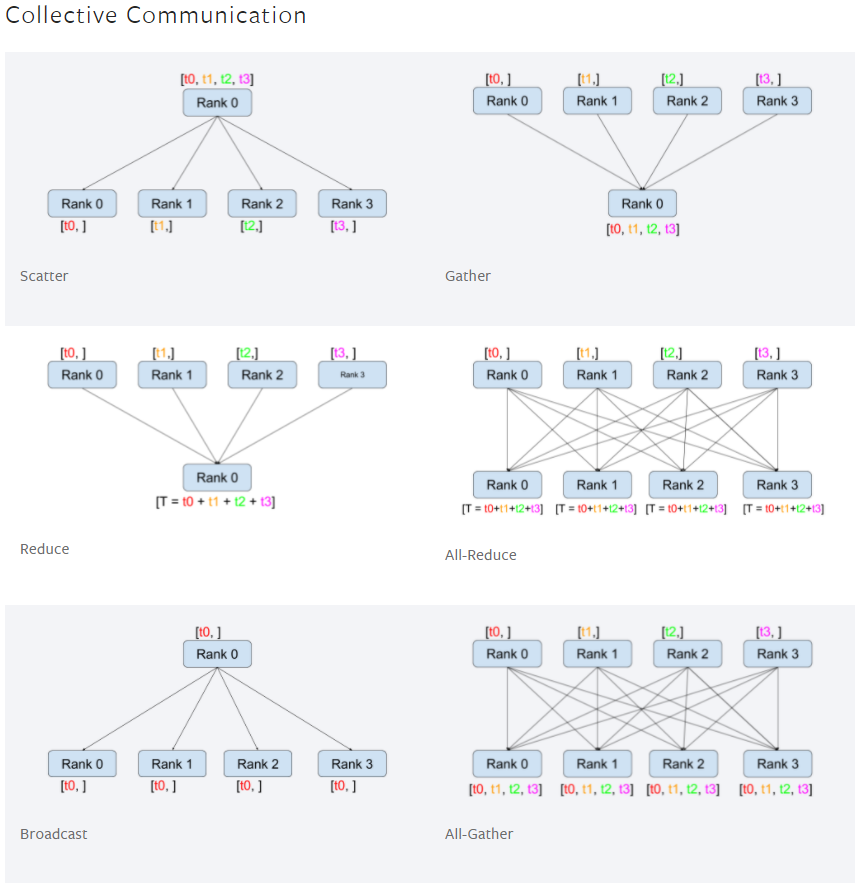 Collective Communication
[t0, t1, t2, t3]
Rank 0
Rank 0 Rank 1 Rank 2 Rank 3
[t0, ] [t1,] [t2,] [t3, ]
Scatter
[t0, ] [t1,] [t2,] [t3, ]
Rank 0 Rank 1 Rank 2 Rank 3
Rank 0
[t0, t1, t2, t3]
Gather
[t0, ] [t1,] [t2,] [t3, ]
Rank 0 Rank 1 Rank 2 Rank 3
Rank 0
[T = t0 + t1 + t2 + t3]
Reduce
[t0, ] [t1,] [t2,] [t3, ]
Rank 0 Rank 1 Rank 2 Rank 3
Rank 0 Rank 1 Rank 2 Rank 3
[T = t0+t1+t2+t3] [T = t0+t1+t2+t3] [T = t0+t1+t2+t3] [T = t0+t1+t2+t3]
All-Reduce
[t0, ]
Rank 0
Rank 0 Rank 1 Rank 2 Rank 3
[t0, ] [t0, ] [t0, ] [t0, ]
Broadcast
[t0, ] [t1,] [t2,] [t3, ]
Rank 0 Rank 1 Rank 2 Rank 3
Rank 0 Rank 1 Rank 2 Rank 3
[t0, t1, t2, t3] [t0, t1, t2, t3] [t0, t1, t2, t3] [t0, t1, t2, t3]
All-Gather